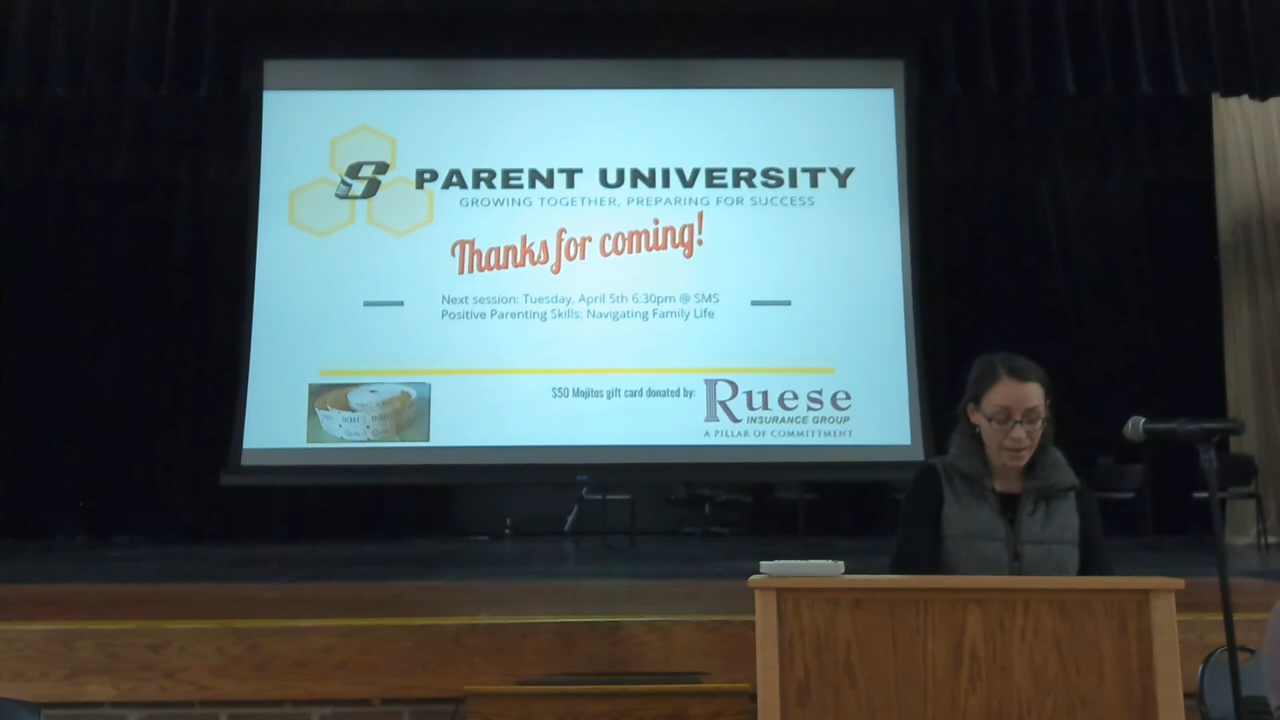 S
PARENT UNIVERSITY
GROWING TOGETHER, PREPARING FOR SUCCESS
Thanks for coming!
Next session: Tuesday, April 5th 6:30pm @ SMS
Positive Parenting Skills: Navigating Family Life
$50 Mojitos gift card donated by:
Ruese
INSURANCE GROUP
A PILLAR OF COMMITTMENT